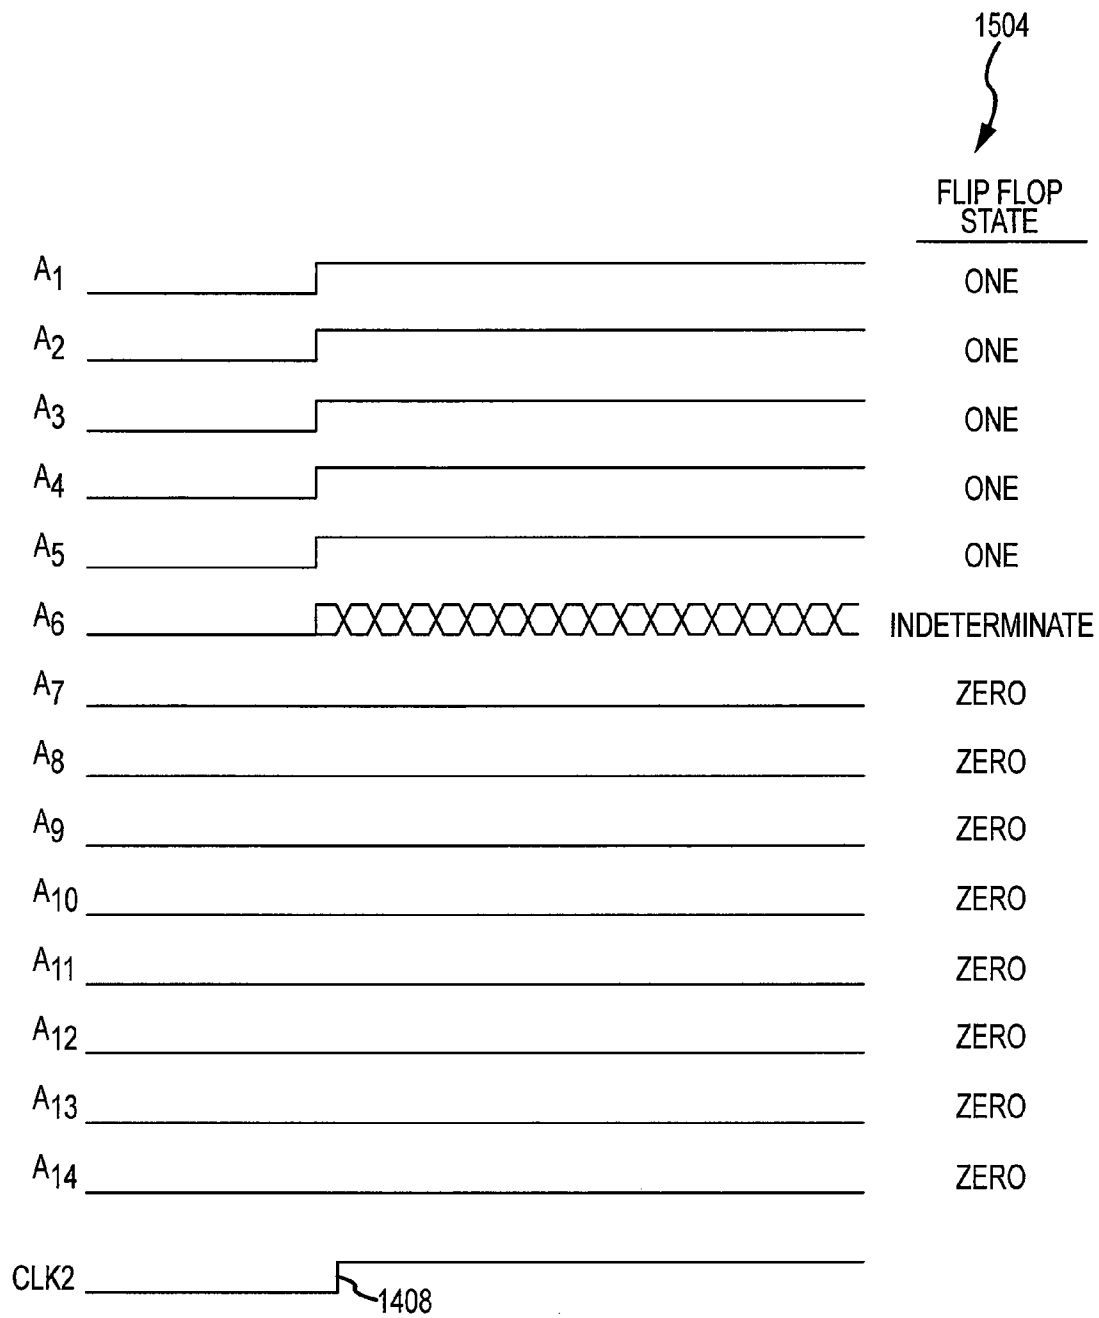 1504
FLIP FLOP
STATE
A1 ONE
A2 ONE
A3 ONE
A4 ONE
A5 ONE
A6 INDETERMINATE
A7 ZERO
A8 ZERO
A9 ZERO
A10 ZERO
A11 ZERO
A12 ZERO
A13 ZERO
A14 ZERO
CLK2
1408